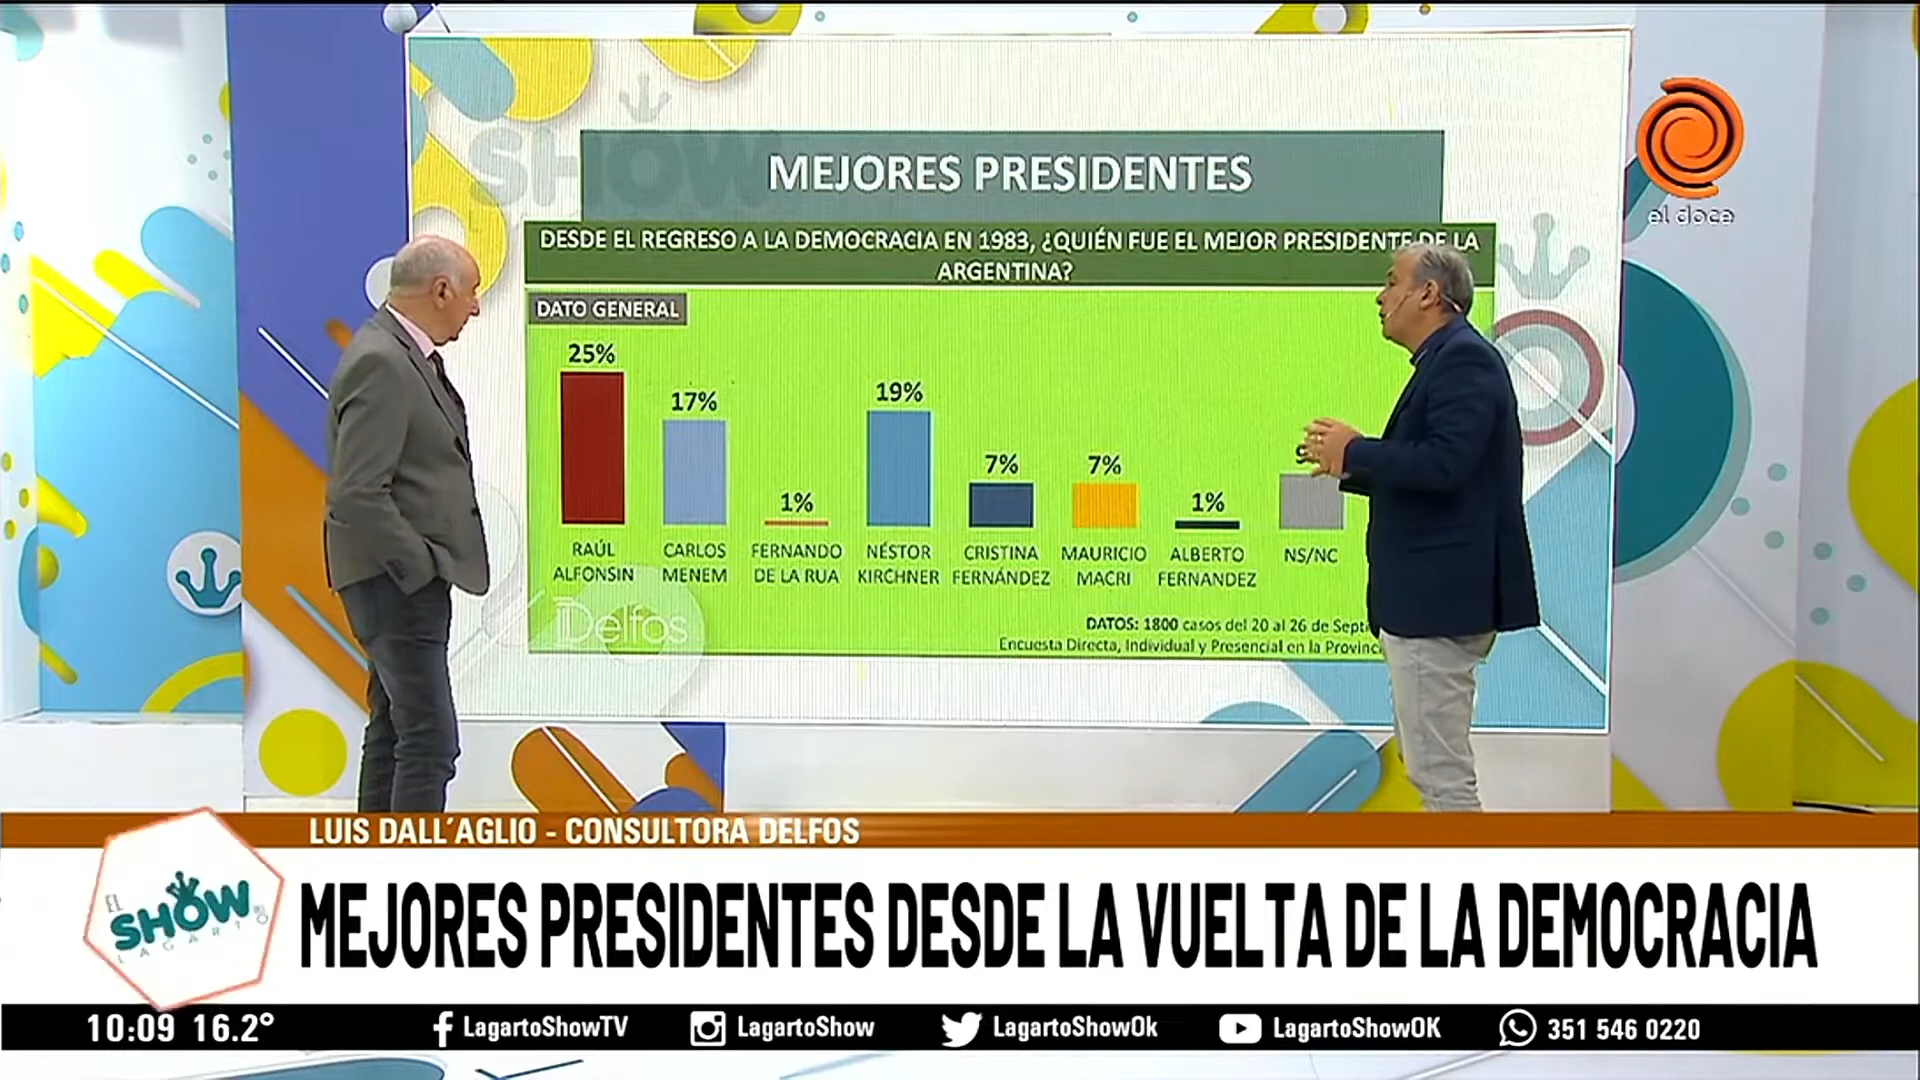 SHOW
MEJORES PRESIDENTES
el doce
DESDE EL REGRESO A LA DEMOCRACIA EN 1983, ¿QUIÉN FUE EL MEJOR PRESIDENTE DE LA
ARGENTINA?
DATO GENERAL
25%
17%
1%
19%
7%
7%
1%
RAÚL
ALFONSIN
CARLOS
MENEM
FERNANDO
DE LA RUA
NÉSTOR
KIRCHNER
CRISTINA
FERNÁNDEZ
MAURICIO
MACRI
ALBERTO
FERNANDEZ
NS/NC
Delfos
DATOS: 1800 casos del 20 al 26 de
Encuesta Directa, Individual y Presencial en la
LUIS DALL´AGLIO - CONSULTORA DELFOS
EL
SHOW
LAGARTO
MEJORES PRESIDENTES DESDE LA VUELTA DE LA DEMOCRACIA
10:09 16.2° LagartoShowTV LagartoShow LagartoShowOk LagartoShowOK 351 546 0220